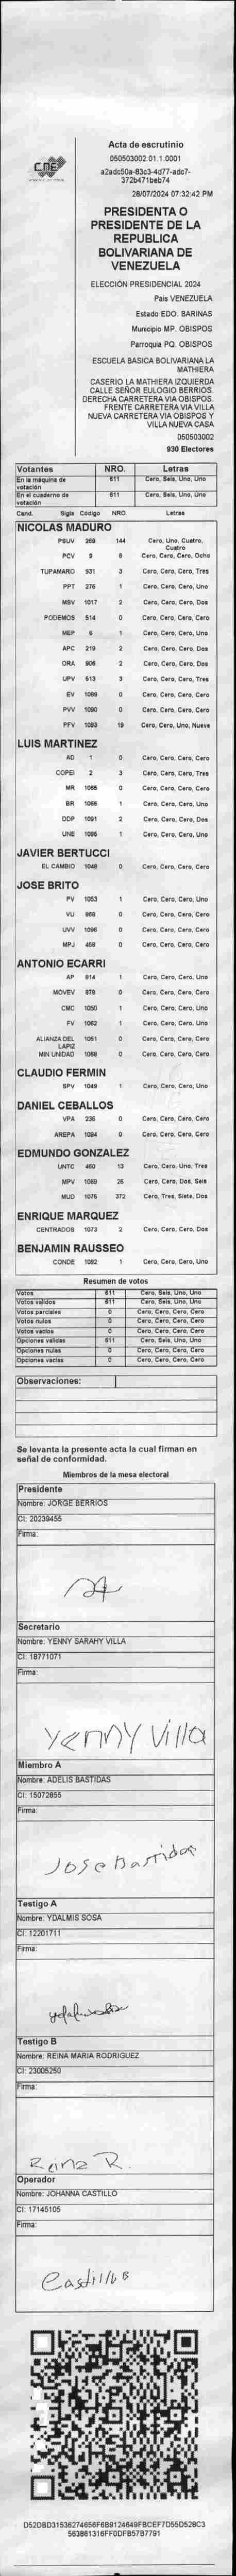 CNE
Acta de escrutinio
050503002.01.1.0001
a2adc50a-83c3-4d77-adc7-
372b471beb74
28/07/2024 07:32:42 PM
PRESIDENTA O
PRESIDENTE DE LA
REPUBLICA
BOLIVARIANA DE
VENEZUELA
ELECCIÓN PRESIDENCIAL 2024
Pais VENEZUELA
Estado EDO. BARINAS
Municipio MP. OBISPOS
Parroquia PQ. OBISPOS
ESCUELA BASICA BOLIVARIANA LA
MATHIERA
CASERIO LA MATHIERA IZQUIERDA
CALLE SEÑOR EULOGIO BERRIOS.
DERECHA CARRETERA VIA OBISPOS.
FRENTE CARRETERA VIA VILLA
NUEVA CARRETERA VIA OBISPOS Y
VILLA NUEVA CASA
050503002
930 Electores
Votantes NRO. Letras
En la máquina de votación 611 Cero, Seis, Uno, Uno
En el cuaderno de votación 611 Cero, Seis, Uno, Uno
Cand. Sigla Codigo NRO. Letras
NICOLAS MADURO
PSUV 269 144 Cero, Uno, Cuatro, Cuatro
PCV 9 8 Cero, Cero, Cero, Ocho
TUPAMARO 931 3 Cero, Cero, Cero, Tres
PPT 276 1 Cero, Cero, Cero, Uno
MSV 1017 2 Cero, Cero, Cero, Dos
PODEMOS 514 0 Cero, Cero, Cero, Cero
MEP 6 1 Cero, Cero, Cero, Uno
APC 219 2 Cero, Cero, Cero, Dos
ORA 906 2 Cero, Cero, Cero, Dos
UPV 613 3 Cero, Cero, Cero, Tres
EV 1089 0 Cero, Cero, Cero, Cero
PVV 1090 0 Cero, Cero, Cero, Cero
PFV 1093 19 Cero, Cero, Uno, Nueve
LUIS MARTINEZ
AD 1 0 Cero, Cero, Cero, Cero
COPEI 2 3 Cero, Cero, Cero, Tres
MR 1065 0 Cero, Cero, Cero, Cero
BR 1066 1 Cero, Cero, Cero, Uno
DDP 1091 2 Cero, Cero, Cero, Dos
UNE 1095 1 Cero, Cero, Cero, Uno
JAVIER BERTUCCI
EL CAMBIO 1048 0 Cero, Cero, Cero, Cero
JOSE BRITO
PV 1053 1 Cero, Cero, Cero, Uno
VU 988 0 Cero, Cero, Cero, Cero
UVV 1096 0 Cero, Cero, Cero, Cero
MPJ 458 0 Cero, Cero, Cero, Cero
ANTONIO ECARRI
AP 914 1 Cero, Cero, Cero, Uno
MOVEV 878 0 Cero, Cero, Cero, Cero
CMC 1050 1 Cero, Cero, Cero, Uno
FV 1062 1 Cero, Cero, Cero, Uno
ALIANZA DEL LAPIZ 1051 0 Cero, Cero, Cero, Cero
MIN UNIDAD 1068 0 Cero, Cero, Cero, Cero
CLAUDIO FERMIN
SPV 1049 1 Cero, Cero, Cero, Uno
DANIEL CEBALLOS
VPA 236 0 Cero, Cero, Cero, Cero
AREPA 1094 0 Cero, Cero, Cero, Cero
EDMUNDO GONZALEZ
UNTC 460 13 Cero, Cero, Uno, Tres
MPV 1069 26 Cero, Cero, Dos, Seis
MUD 1075 372 Cero, Tres, Siete, Dos
ENRIQUE MARQUEZ
CENTRADOS 1073 2 Cero, Cero, Cero, Dos
BENJAMIN RAUSSEO
CONDE 1092 1 Cero, Cero, Cero, Uno
Resumen de votos
Votos 611 Cero, Seis, Uno, Uno
Votos validos 611 Cero, Seis, Uno, Uno
Votos parciales 0 Cero, Cero, Cero, Cero
Votos nulos 0 Cero, Cero, Cero, Cero
Votos vacios 0 Cero, Cero, Cero, Cero
Opciones validas 611 Cero, Seis, Uno, Uno
Opciones nulas 0 Cero, Cero, Cero, Cero
Opciones vacias 0 Cero, Cero, Cero, Cero
Observaciones:
Se levanta la presente acta la cual firman en
señal de conformidad.
Miembros de la mesa electoral
Presidente
Nombre: JORGE BERRIOS
CI: 20239455
Firma:
Secretario
Nombre: YENNY SARAHY VILLA
CI: 18771071
Firma:
Yenny Villa
Miembro A
Nombre: ADELIS BASTIDAS
CI: 15072855
Firma:
Jose Bastidas
Testigo A
Nombre: YDALMIS SOSA
CI: 12201711
Firma:
Testigo B
Nombre: REINA MARIA RODRIGUEZ
CI: 23005250
Firma:
Reina R.
Operador
Nombre: JOHANNA CASTILLO
CI: 17145105
Firma:
Castillo
D52DBD31536274656F6B9124649FBCEF7D55D528C3
563861316FF0DFB57B7791